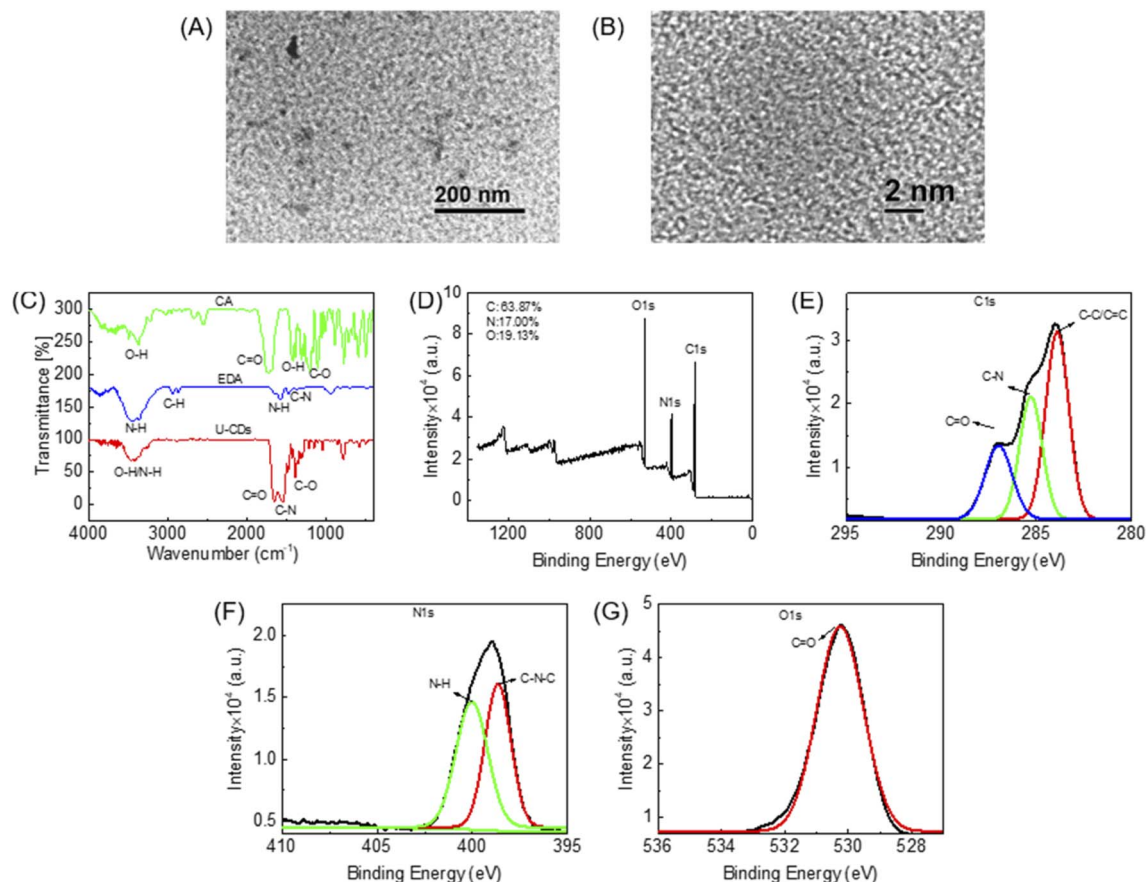 (A)
200 nm
(B)
2 nm
(C)
CA
O-H
C=O
O-H
C-O
EDA
N-H
C-H
N-H
C-N
U-CDs
O-H/N-H
C=O
C-N
C-O
300
250
200
150
100
50
0
4000 3000 2000 1000
Transmittance [%]
Wavenumber (cm⁻¹)
(D)
C:63.87%
N:17.00%
O:19.13%
O1s
N1s
C1s
10
8
6
4
2
0
1200 800 400 0
Intensity×10⁴ (a.u.)
Binding Energy (eV)
(E)
C1s
C-C/C=C
C-N
C=O
3
2
1
295 290 285 280
Intensity×10⁴ (a.u.)
Binding Energy (eV)
(F)
N1s
N-H
C-N-C
2.0
1.5
1.0
0.5
410 405 400 395
Intensity×10⁴ (a.u.)
Binding Energy (eV)
(G)
O1s
C=O
5
4
3
2
1
536 534 532 530 528
Intensity×10⁴ (a.u.)
Binding Energy (eV)